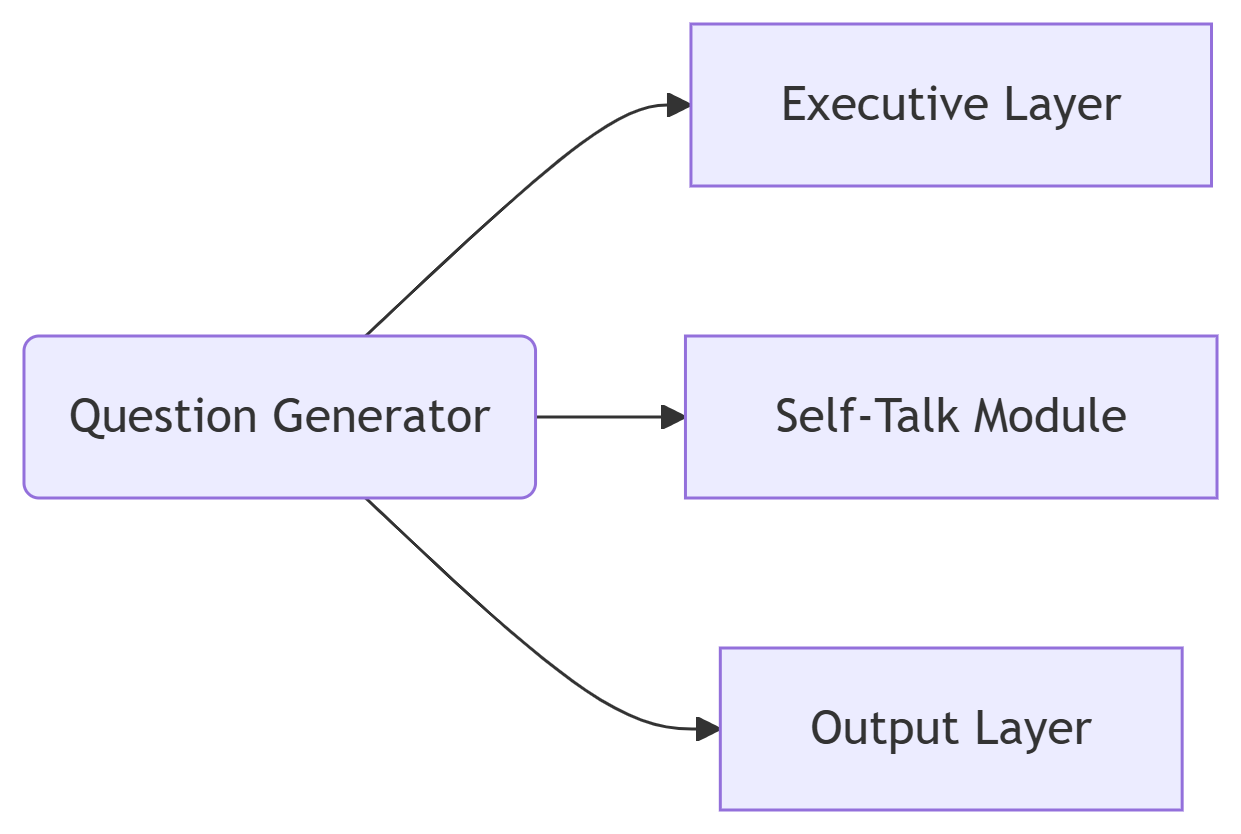 Executive Layer
Question Generator
Self-Talk Module
Output Layer